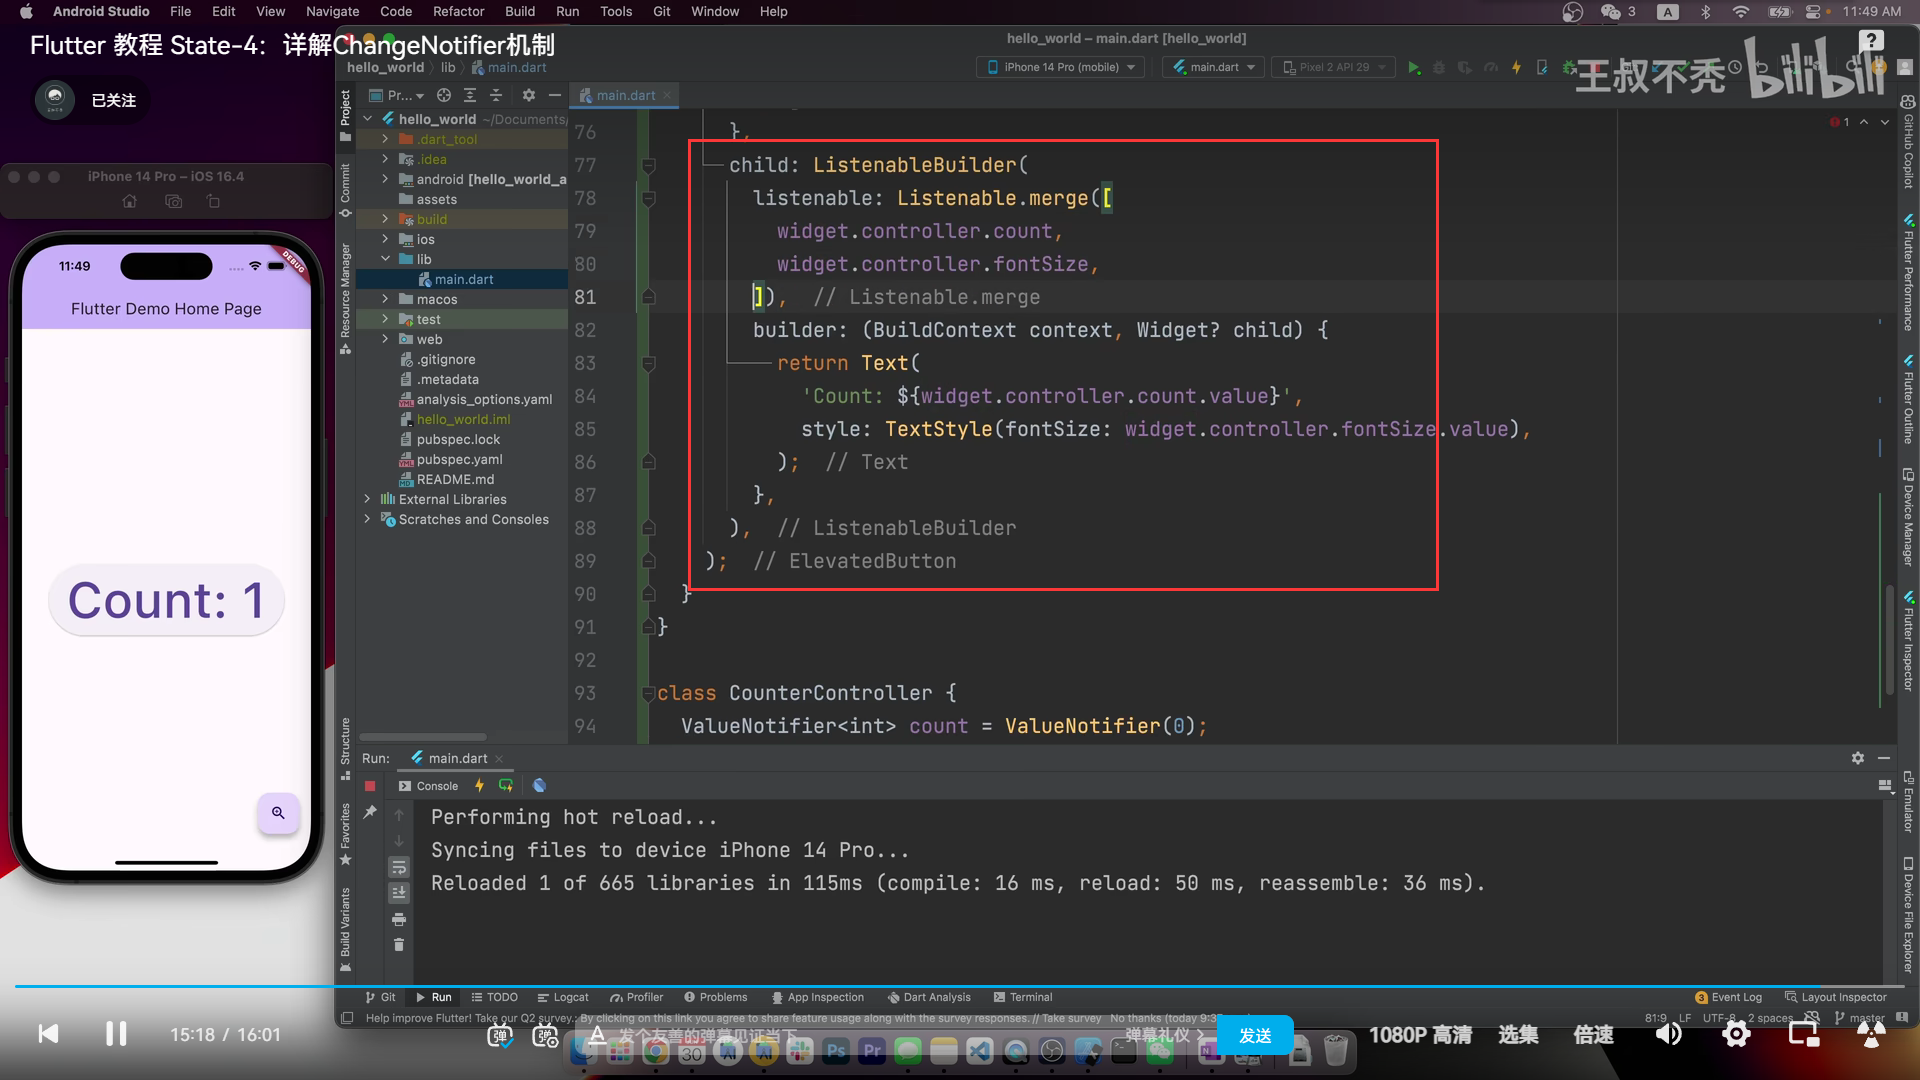 Android Studio File Edit View Navigate Code Refactor Build Run Tools Git Window Help
3 A 11:49 AM
Flutter 教程 State-4：详解ChangeNotifier机制
已关注
hello_world – main.dart [hello_world]
hello_world lib main.dart
iPhone 14 Pro (mobile) main.dart Pixel 2 API 29
王叔不秃 bilibili
?
Pr...
main.dart
1
Project
Commit
Resource Manager
Structure
Favorites
Build Variants
hello_world ~/Documents/
.dart_tool
.idea
android [hello_world_a
assets
build
ios
lib
main.dart
macos
test
web
.gitignore
.metadata
analysis_options.yaml
hello_world.iml
pubspec.lock
pubspec.yaml
README.md
External Libraries
Scratches and Consoles
iPhone 14 Pro – iOS 16.4
11:49
DEBUG
Flutter Demo Home Page
Count: 1
76 },
77 child: ListenableBuilder(
78 listenable: Listenable.merge([
79 widget.controller.count,
80 widget.controller.fontSize,
81 ]), // Listenable.merge
82 builder: (BuildContext context, Widget? child) {
83 return Text(
84 'Count: ${widget.controller.count.value}',
85 style: TextStyle(fontSize: widget.controller.fontSize.value),
86 ); // Text
87 },
88 ), // ListenableBuilder
89 ); // ElevatedButton
90 }
91 }
92
93 class CounterController {
94 ValueNotifier<int> count = ValueNotifier(0);
GitHub Copilot
Flutter Performance
Flutter Outline
Device Manager
Flutter Inspector
Emulator
Device File Explorer
Run: main.dart
Console
Performing hot reload...
Syncing files to device iPhone 14 Pro...
Reloaded 1 of 665 libraries in 115ms (compile: 16 ms, reload: 50 ms, reassemble: 36 ms).
Git Run TODO Logcat Profiler Problems App Inspection Dart Analysis Terminal
3 Event Log Layout Inspector
Help improve Flutter! Take our Q2 survey.: By clicking on this link you agree to share feature usage along with the survey responses. // Take survey No thanks (today 9:3
81:9 LF UTF-8 2 spaces master
15:18 / 16:01
弹 弹 A 发个友善的弹幕见证当下
弹幕礼仪
发送
1080P 高清 选集 倍速
30 Ps Pr